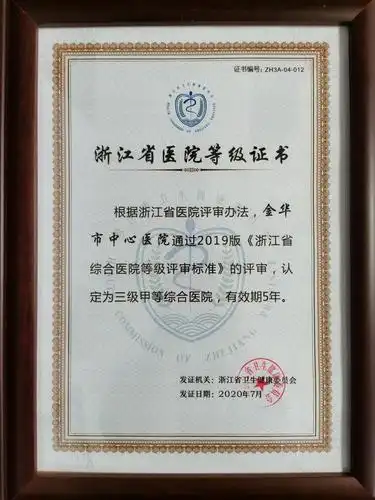 证书编号：ZH3A-04-012
浙江省医院等级证书
根据浙江省医院评审办法，金华
市中心医院通过2019版《浙江省
综合医院等级评审标准》的评审，认
定为三级甲等综合医院，有效期5年。
COMMISSION OF ZHEJIANG
发证机关：浙江省卫生健康委员会
发证日期：2020年7月